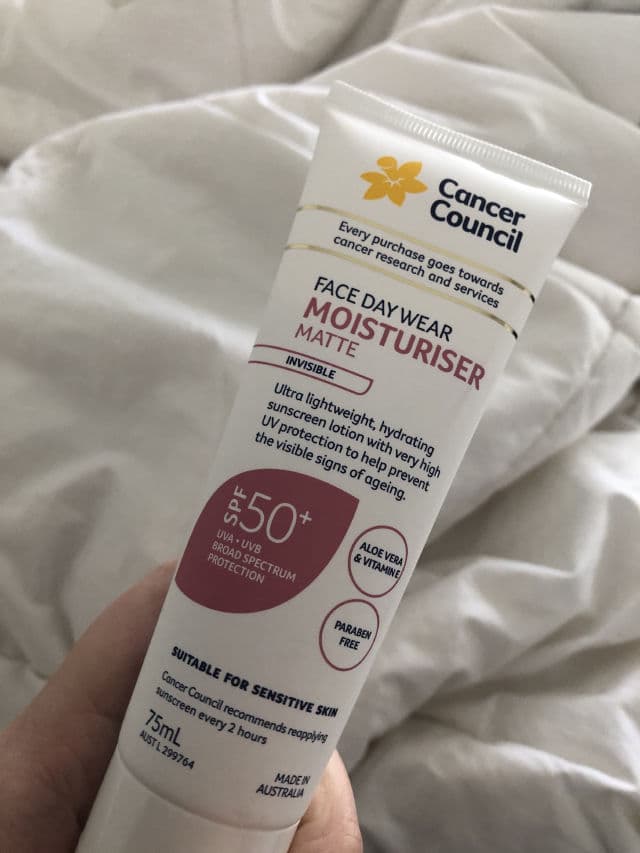 Cancer
Council
Every purchase goes towards
cancer research and services
FACE DAY WEAR
MOISTURISER
MATTE
INVISIBLE
Ultra lightweight, hydrating
sunscreen lotion with very high
UV protection to help prevent
the visible signs of ageing.
SPF 50+
UVA • UVB
BROAD SPECTRUM
PROTECTION
ALOE VERA
& VITAMIN E
PARABEN
FREE
SUITABLE FOR SENSITIVE SKIN
Cancer Council recommends reapplying
sunscreen every 2 hours
75mL
AUST L 299764
MADE IN
AUSTRALIA